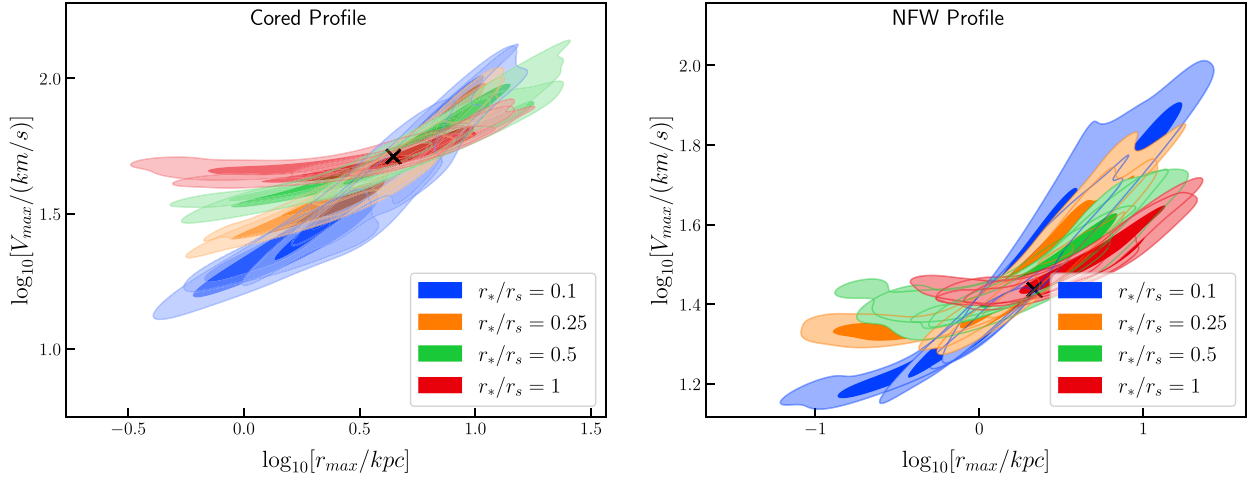 Cored Profile
log10[Vmax/(km/s)]
2.0
1.5
1.0
r*/rs = 0.1
r*/rs = 0.25
r*/rs = 0.5
r*/rs = 1
−0.5 0.0 0.5 1.0 1.5
log10[rmax/kpc]
NFW Profile
log10[Vmax/(km/s)]
2.0
1.8
1.6
1.4
1.2
r*/rs = 0.1
r*/rs = 0.25
r*/rs = 0.5
r*/rs = 1
−1 0 1
log10[rmax/kpc]